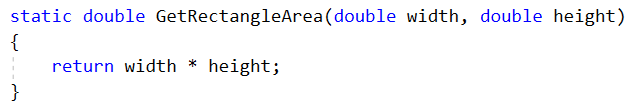 static double GetRectangleArea(double width, double height)
{
    return width * height;
}